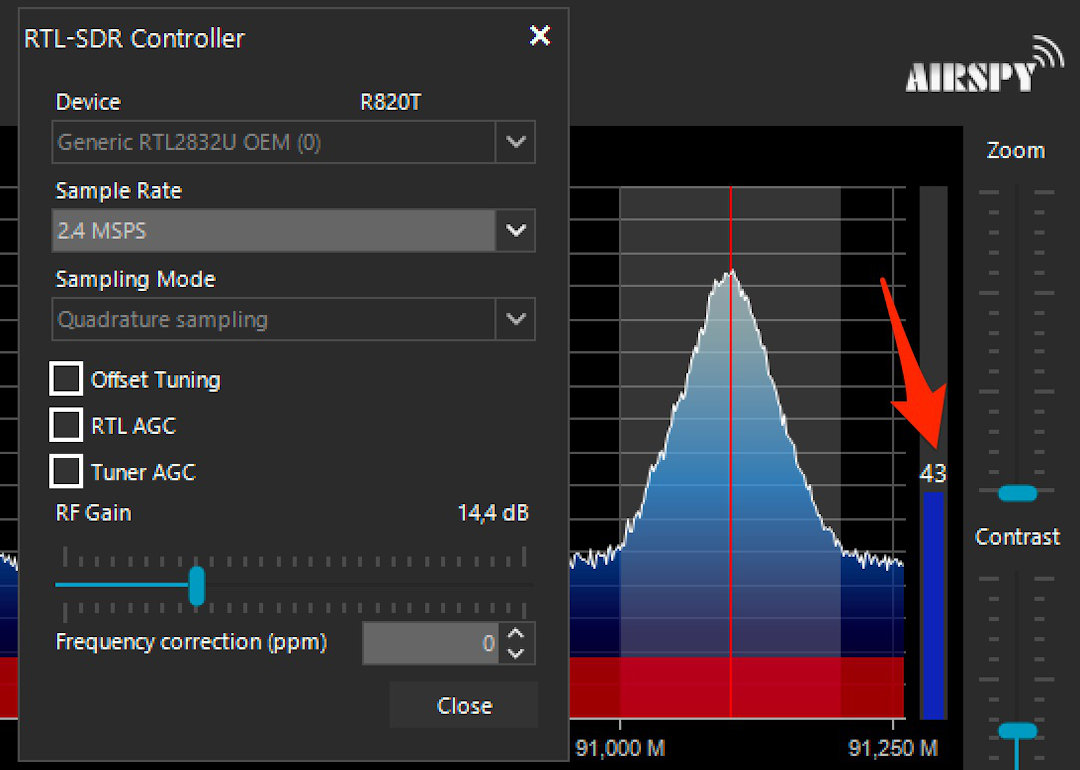 RTL-SDR Controller
AIRSPY
Device R820T
Generic RTL2832U OEM (0)
Sample Rate
2.4 MSPS
Sampling Mode
Quadrature sampling
Offset Tuning
RTL AGC
Tuner AGC
RF Gain 14,4 dB
Frequency correction (ppm) 0
Close
91,000 M 91,250 M
43
Zoom
Contrast